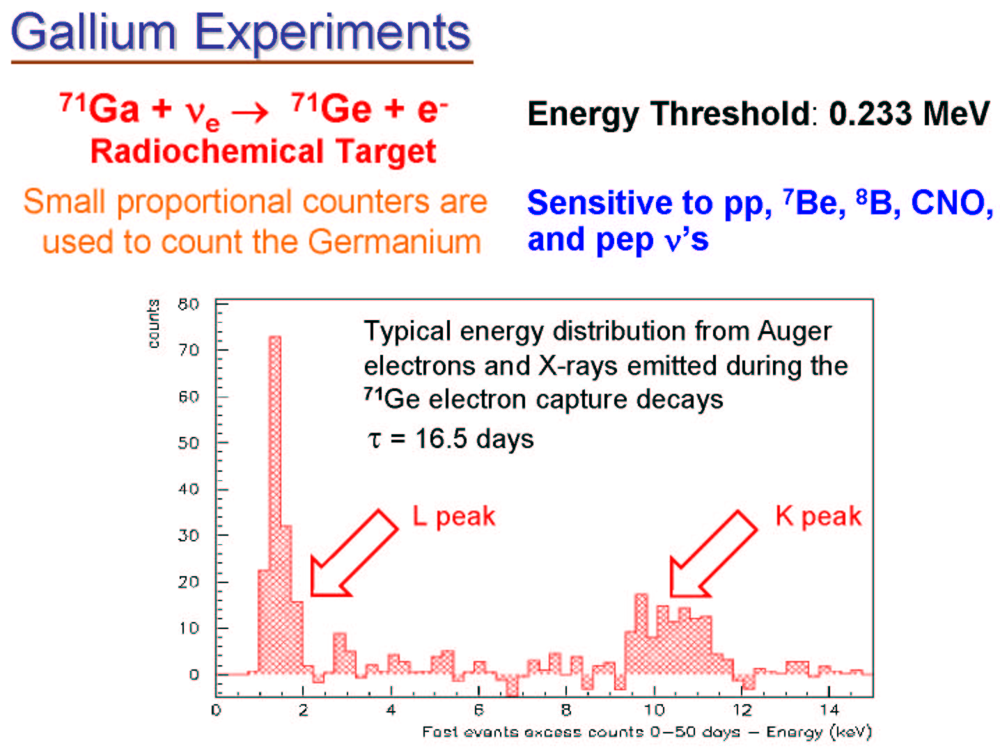 Gallium Experiments
⁷¹Ga + νₑ → ⁷¹Ge + e⁻
Radiochemical Target
Energy Threshold: 0.233 MeV
Small proportional counters are
used to count the Germanium
Sensitive to pp, ⁷Be, ⁸B, CNO,
and pep ν's
counts
80
70
60
50
40
30
20
10
0
Typical energy distribution from Auger
electrons and X-rays emitted during the
⁷¹Ge electron capture decays
τ = 16.5 days
L peak
K peak
0 2 4 6 8 10 12 14
Fast events excess counts 0–50 days – Energy (keV)